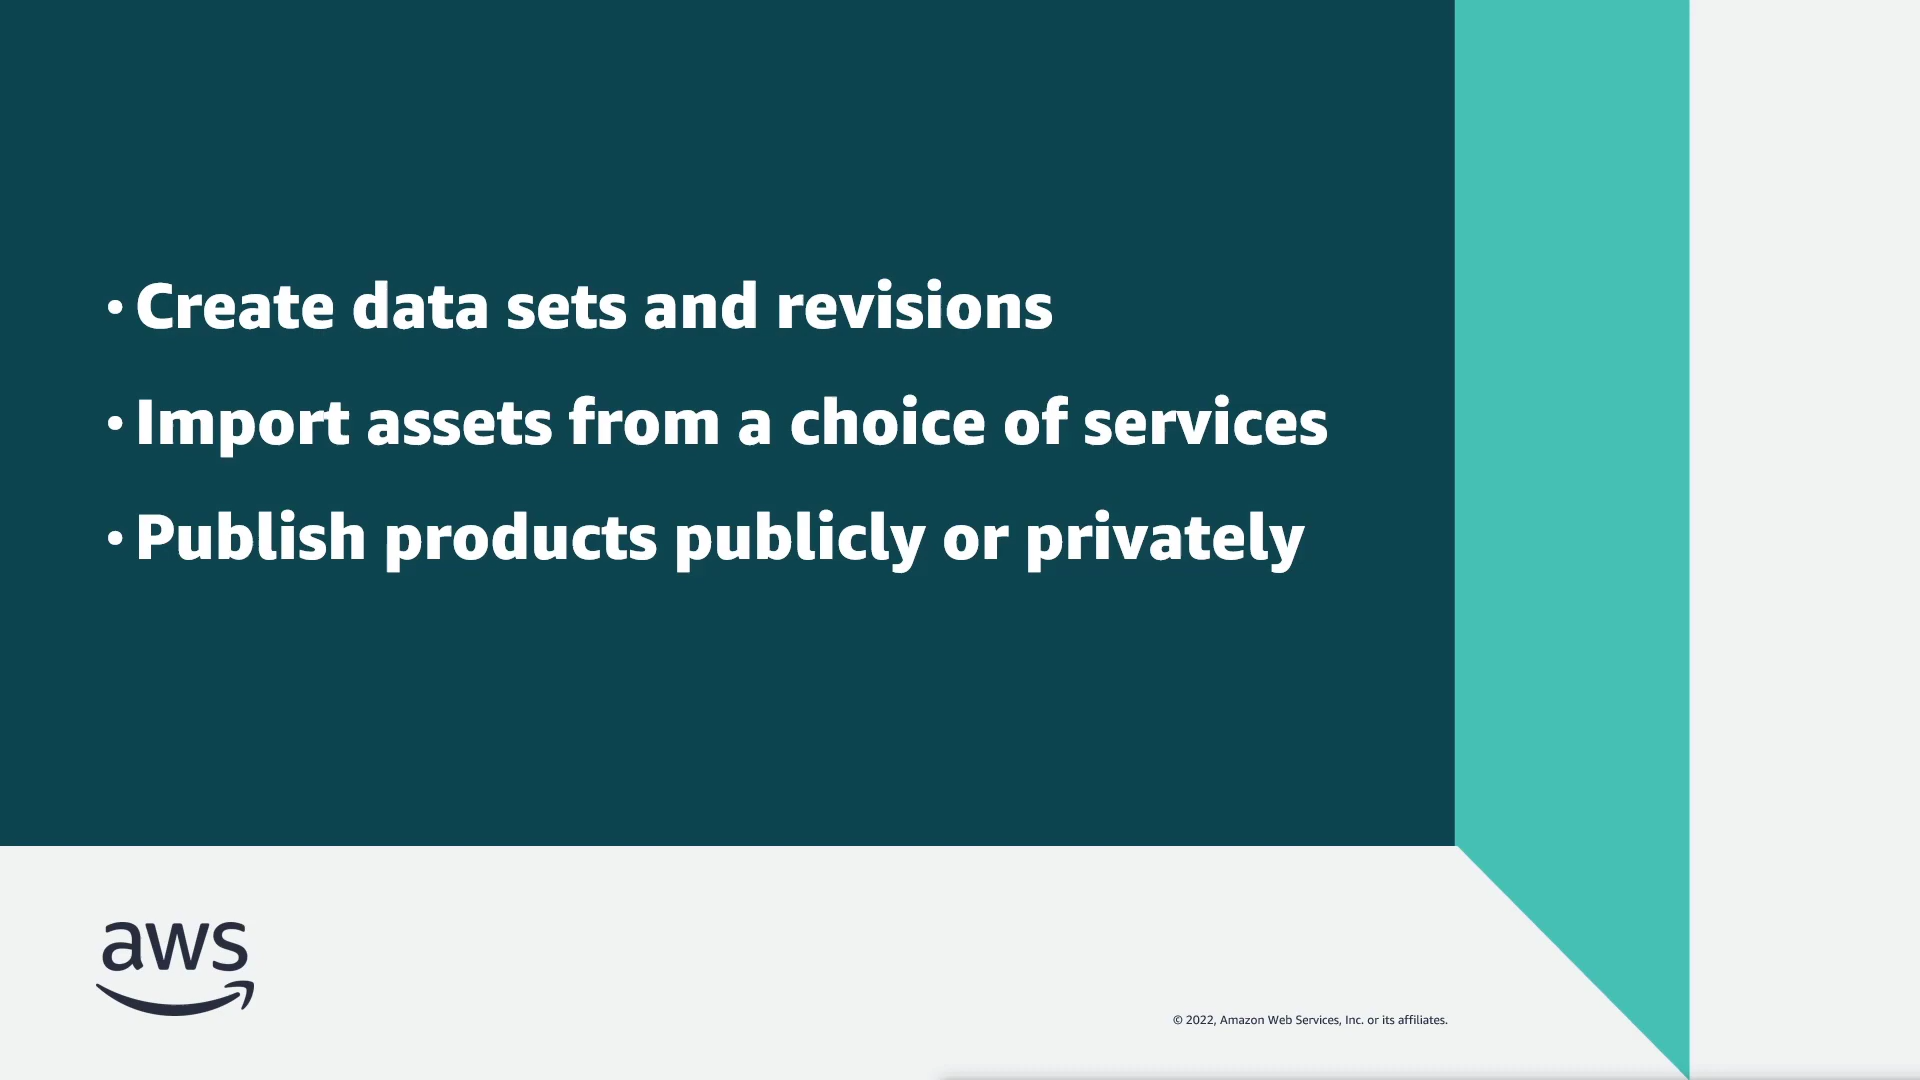 • Create data sets and revisions
• Import assets from a choice of services
• Publish products publicly or privately
aws
© 2022, Amazon Web Services, Inc. or its affiliates.